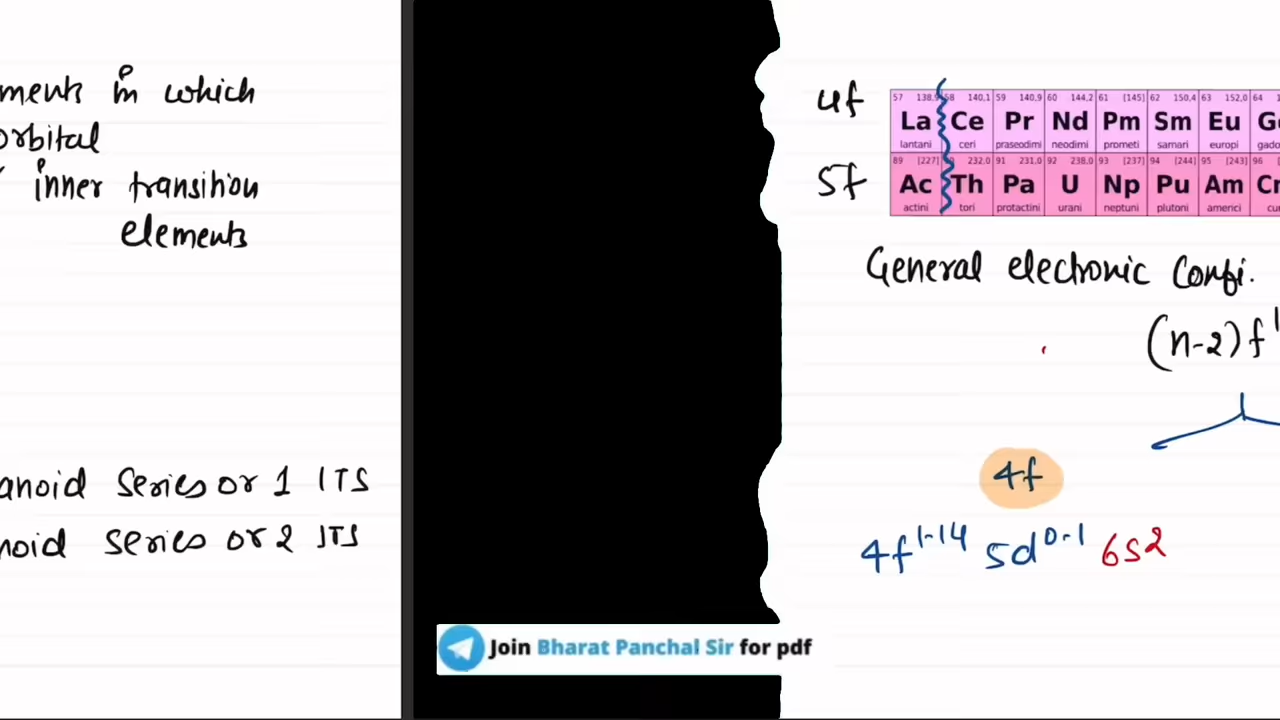 ments in which
orbital
inner transition
elements
anoid series or 1 ITS
noid series or 2 ITS
4f
57 138,9 58 140,1 59 140,9 60 144,2 61 [145] 62 150,4 63 152,0 64
La Ce Pr Nd Pm Sm Eu
lantani ceri praseodimi neodimi prometi samari europi gado
5f
89 [227] 232,0 91 231,0 92 238,0 93 [237] 94 [244] 95 [243] 96
Ac Th Pa U Np Pu Am
actini tori protactini urani neptuni plutoni americi cu
General electronic Confi.
(n-2)f
4f
4f¹⁻¹⁴ 5d⁰⁻¹ 6s²
Join Bharat Panchal Sir for pdf